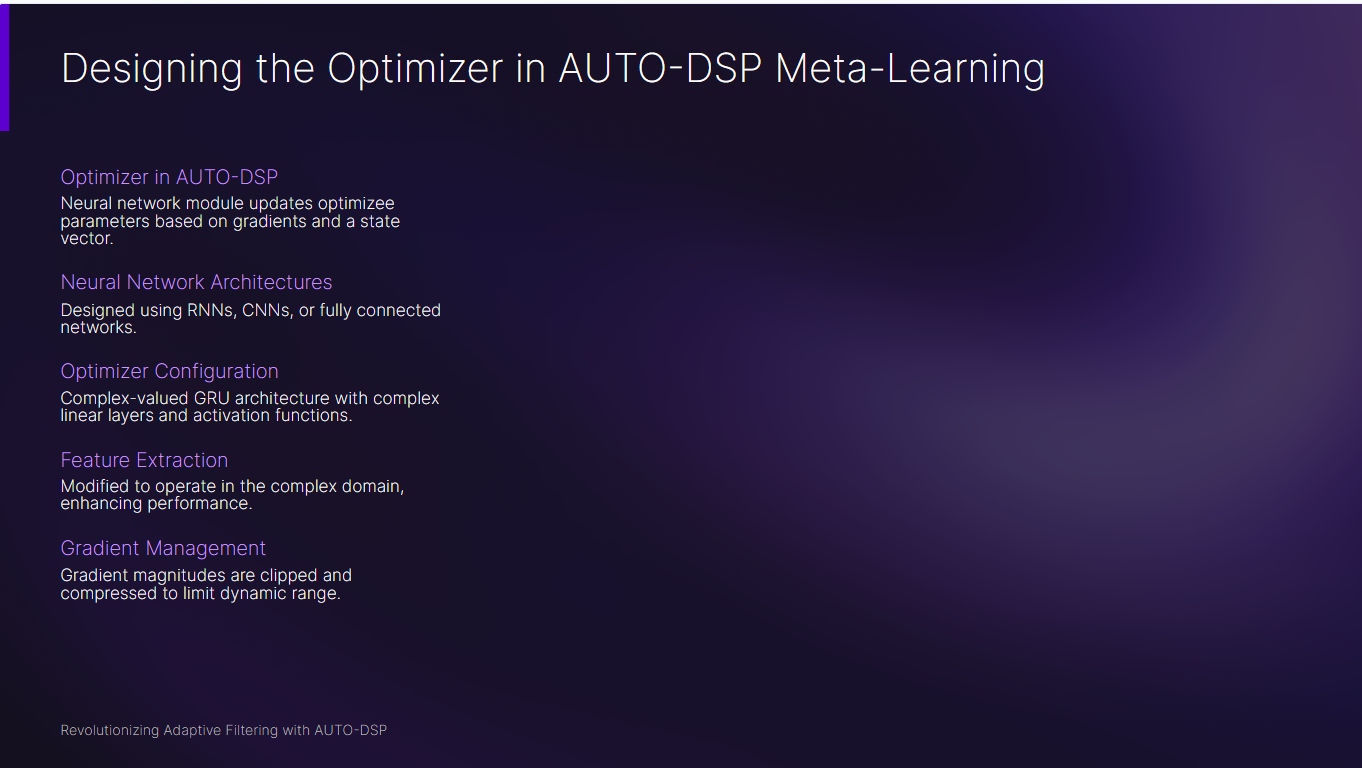 Designing the Optimizer in AUTO-DSP Meta-Learning
Optimizer in AUTO-DSP
Neural network module updates optimizee
parameters based on gradients and a state
vector.
Neural Network Architectures
Designed using RNNs, CNNs, or fully connected
networks.
Optimizer Configuration
Complex-valued GRU architecture with complex
linear layers and activation functions.
Feature Extraction
Modified to operate in the complex domain,
enhancing performance.
Gradient Management
Gradient magnitudes are clipped and
compressed to limit dynamic range.
Revolutionizing Adaptive Filtering with AUTO-DSP